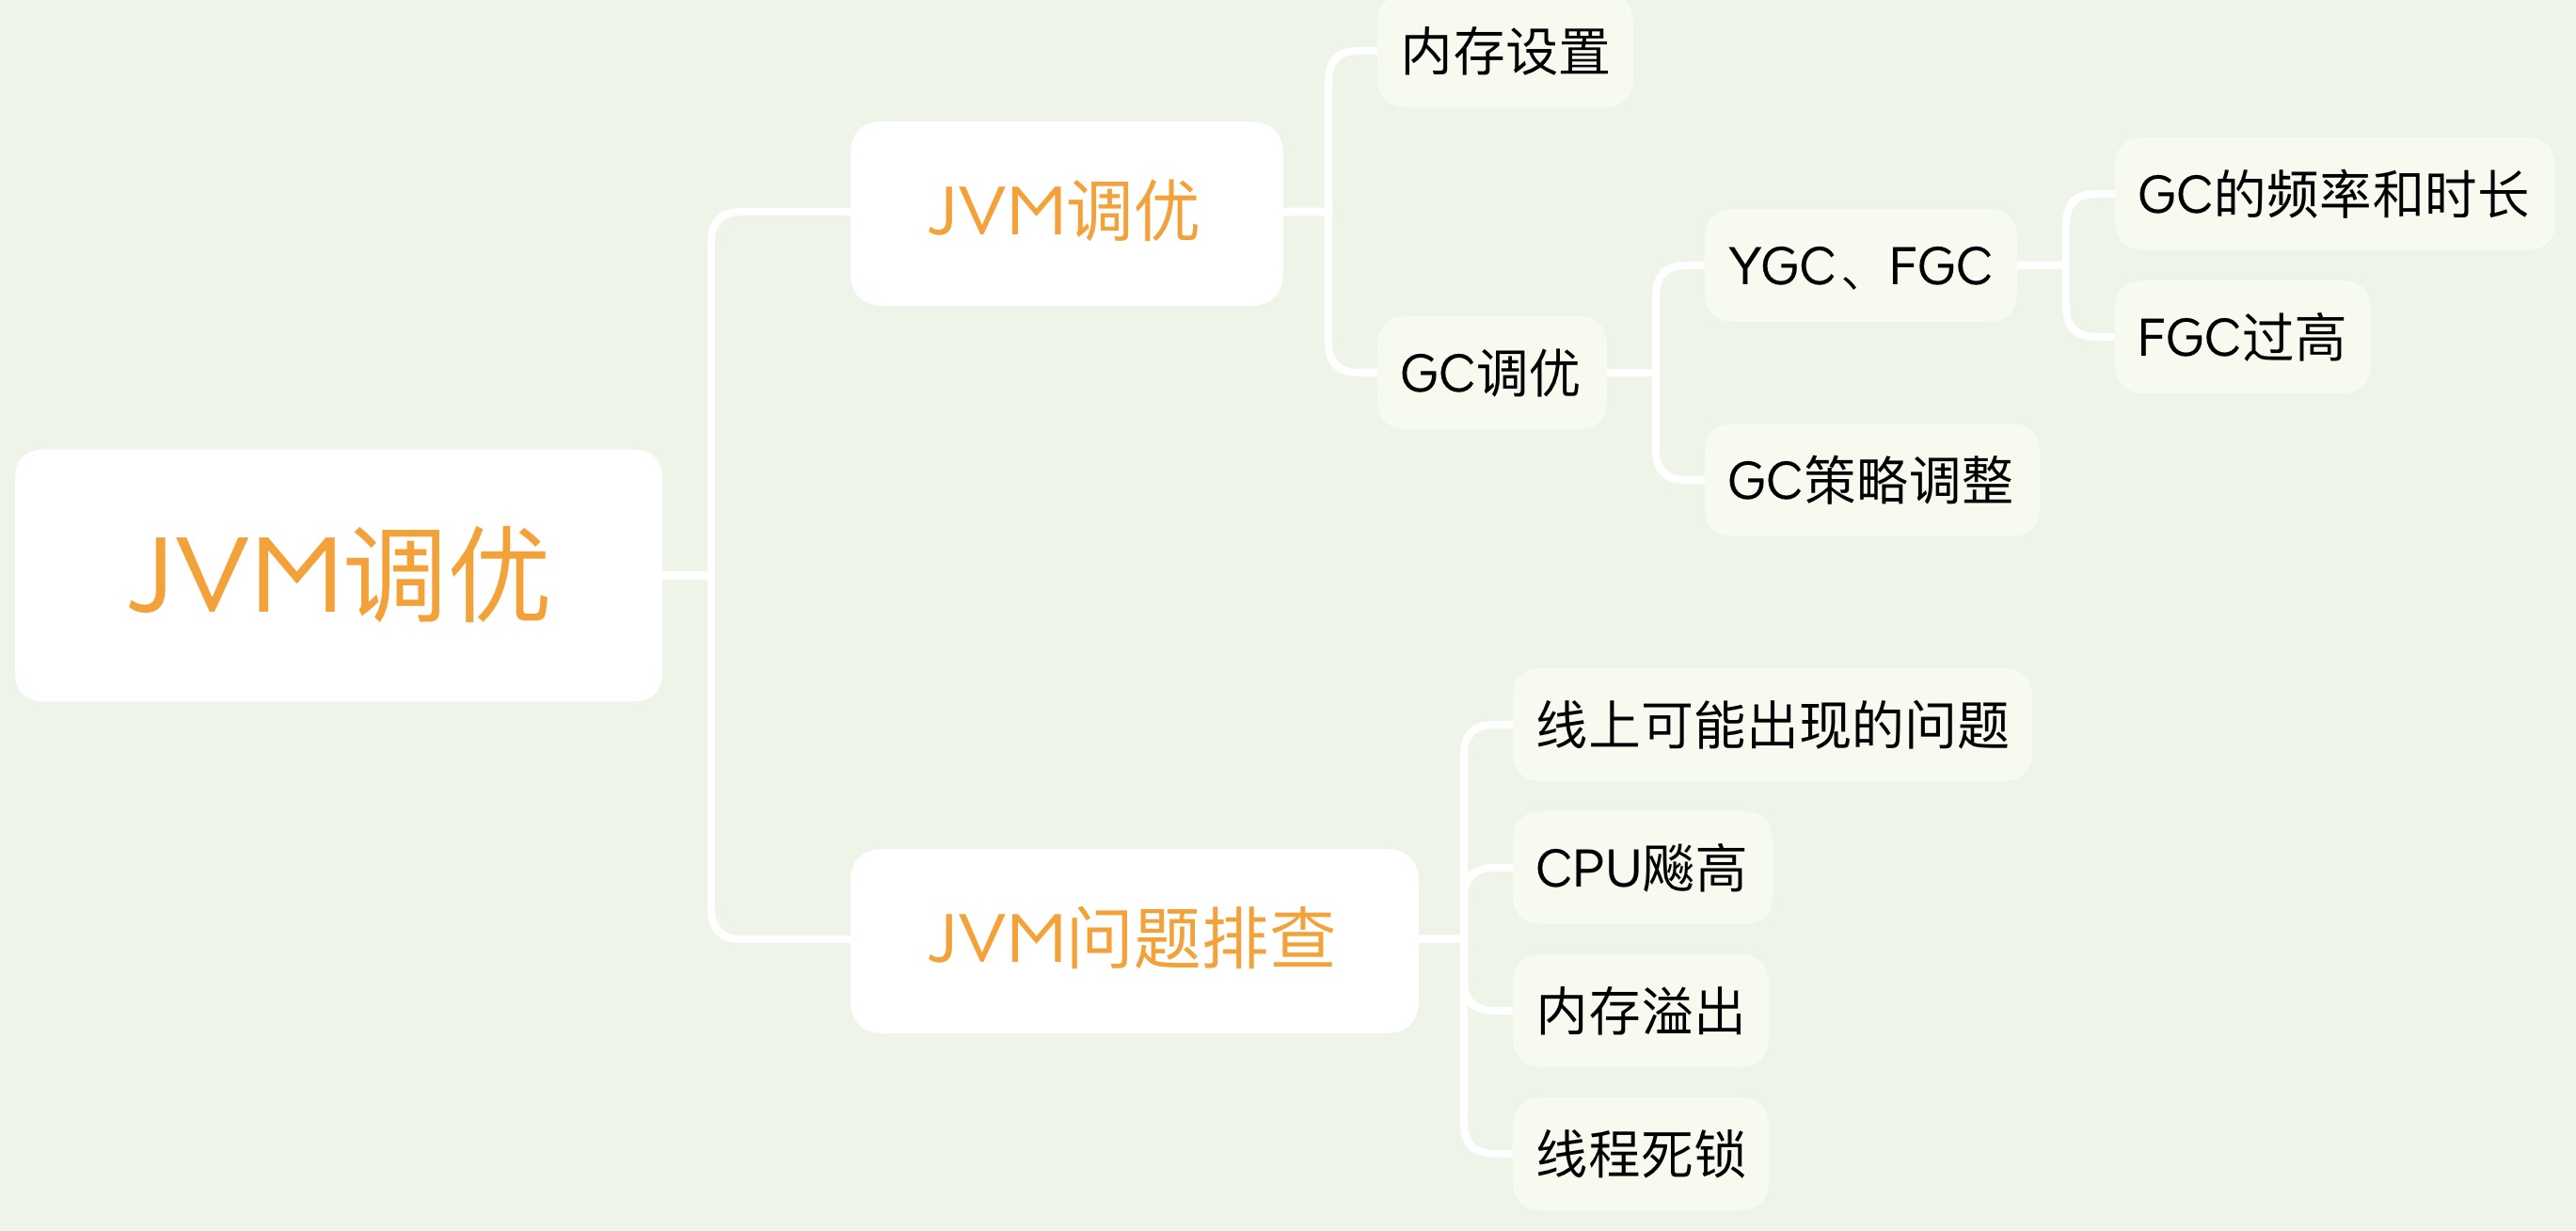 JVM调优
JVM调优
内存设置
GC调优
YGC、FGC
GC的频率和时长
FGC过高
GC策略调整
JVM问题排查
线上可能出现的问题
CPU飚高
内存溢出
线程死锁